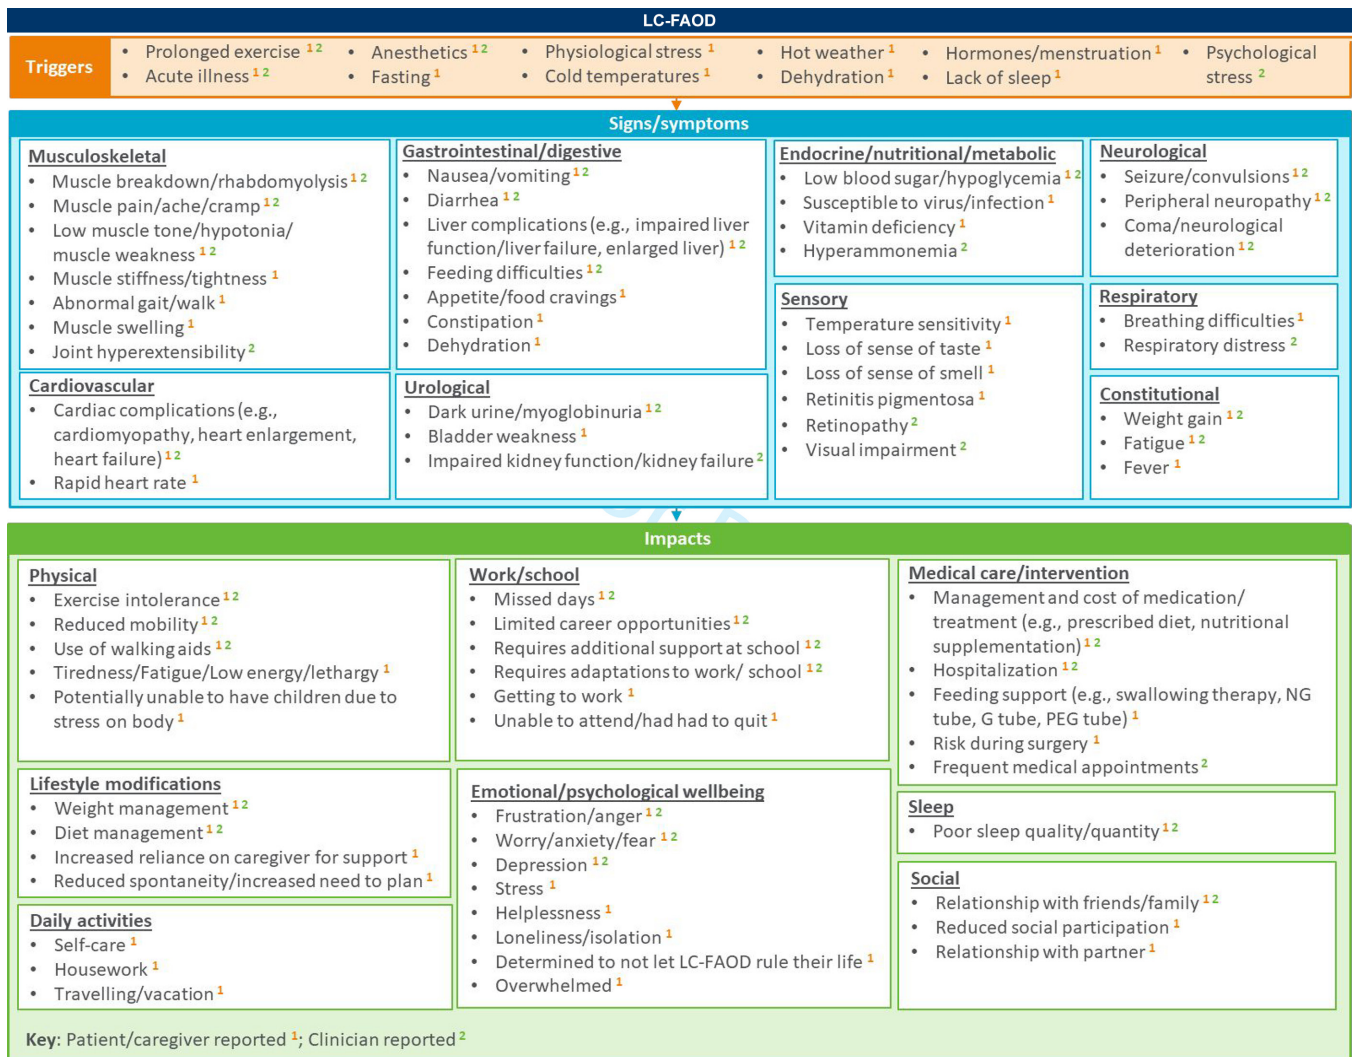 LC-FAOD
Triggers
• Prolonged exercise 1 2
• Acute illness 1 2
• Anesthetics 1 2
• Fasting 1
• Physiological stress 1
• Cold temperatures 1
• Hot weather 1
• Dehydration 1
• Hormones/menstruation 1
• Lack of sleep 1
• Psychological
stress 2
Signs/symptoms
Musculoskeletal
• Muscle breakdown/rhabdomyolysis 1 2
• Muscle pain/ache/cramp 1 2
• Low muscle tone/hypotonia/
muscle weakness 1 2
• Muscle stiffness/tightness 1
• Abnormal gait/walk 1
• Muscle swelling 1
• Joint hyperextensibility 2
Cardiovascular
• Cardiac complications (e.g.,
cardiomyopathy, heart enlargement,
heart failure) 1 2
• Rapid heart rate 1
Gastrointestinal/digestive
• Nausea/vomiting 1 2
• Diarrhea 1 2
• Liver complications (e.g., impaired liver
function/liver failure, enlarged liver) 1 2
• Feeding difficulties 1 2
• Appetite/food cravings 1
• Constipation 1
• Dehydration 1
Urological
• Dark urine/myoglobinuria 1 2
• Bladder weakness 1
• Impaired kidney function/kidney failure 2
Endocrine/nutritional/metabolic
• Low blood sugar/hypoglycemia 1 2
• Susceptible to virus/infection 1
• Vitamin deficiency 1
• Hyperammonemia 2
Sensory
• Temperature sensitivity 1
• Loss of sense of taste 1
• Loss of sense of smell 1
• Retinitis pigmentosa 1
• Retinopathy 2
• Visual impairment 2
Neurological
• Seizure/convulsions 1 2
• Peripheral neuropathy 1 2
• Coma/neurological
deterioration 1 2
Respiratory
• Breathing difficulties 1
• Respiratory distress 2
Constitutional
• Weight gain 1 2
• Fatigue 1 2
• Fever 1
Impacts
Physical
• Exercise intolerance 1 2
• Reduced mobility 1 2
• Use of walking aids 1 2
• Tiredness/Fatigue/Low energy/lethargy 1
• Potentially unable to have children due to
stress on body 1
Lifestyle modifications
• Weight management 1 2
• Diet management 1 2
• Increased reliance on caregiver for support 1
• Reduced spontaneity/increased need to plan 1
Daily activities
• Self-care 1
• Housework 1
• Travelling/vacation 1
Work/school
• Missed days 1 2
• Limited career opportunities 1 2
• Requires additional support at school 1 2
• Requires adaptations to work/ school 1 2
• Getting to work 1
• Unable to attend/had had to quit 1
Emotional/psychological wellbeing
• Frustration/anger 1 2
• Worry/anxiety/fear 1 2
• Depression 1 2
• Stress 1
• Helplessness 1
• Loneliness/isolation 1
• Determined to not let LC-FAOD rule their life 1
• Overwhelmed 1
Medical care/intervention
• Management and cost of medication/
treatment (e.g., prescribed diet, nutritional
supplementation) 1 2
• Hospitalization 1 2
• Feeding support (e.g., swallowing therapy, NG
tube, G tube, PEG tube) 1
• Risk during surgery 1
• Frequent medical appointments 2
Sleep
• Poor sleep quality/quantity 1 2
Social
• Relationship with friends/family 1 2
• Reduced social participation 1
• Relationship with partner 1
Key: Patient/caregiver reported 1; Clinician reported 2